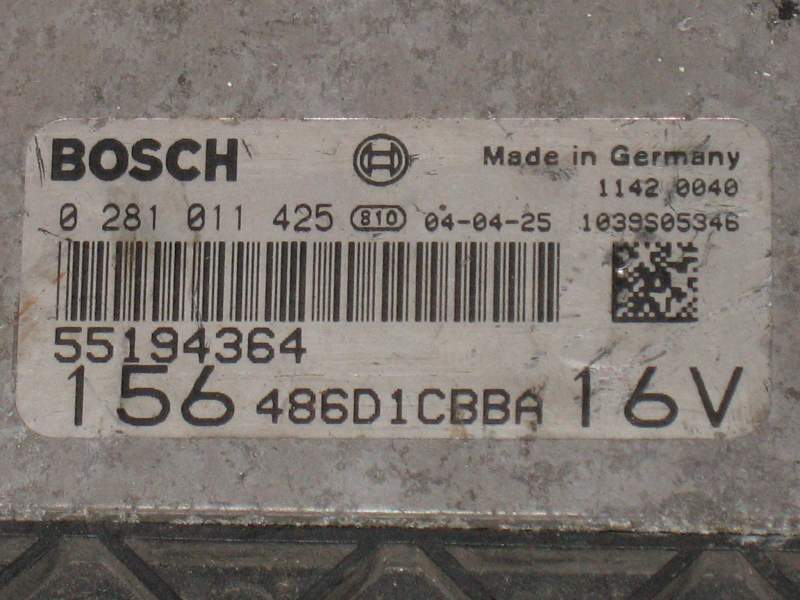 BOSCH Made in Germany
1142 0040
0 281 011 425 810 04-04-25 1039S05346
55194364
156 486D1CBBA 16V